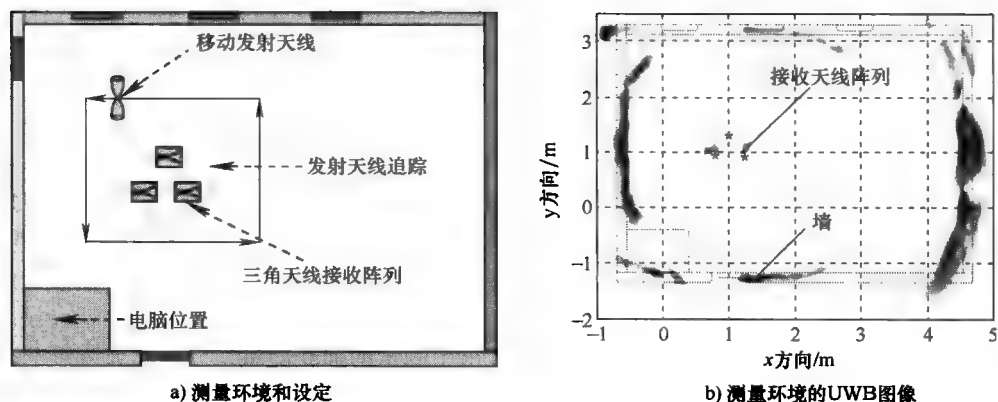 移动发射天线
发射天线追踪
三角天线接收阵列
电脑位置
a) 测量环境和设定
3
2
1
0
−1
−2
y方向/m
接收天线阵列
墙
−1
0
1
2
3
4
5
x方向/m
b) 测量环境的UWB图像